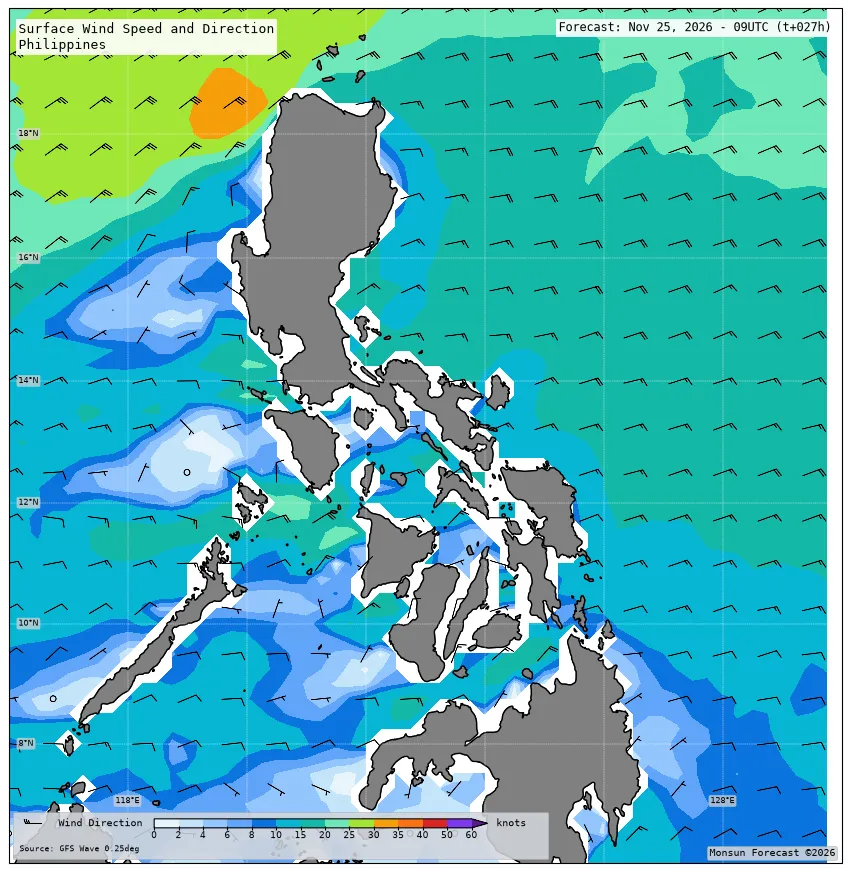 Surface Wind Speed and Direction
Philippines
Forecast: Nov 25, 2026 - 09UTC (t+027h)
18°N
16°N
14°N
12°N
10°N
8°N
118°E
128°E
Wind Direction
0 2 4 6 8 10 15 20 25 30 35 40 50 60
knots
Source: GFS Wave 0.25deg
Monsun Forecast ©2026